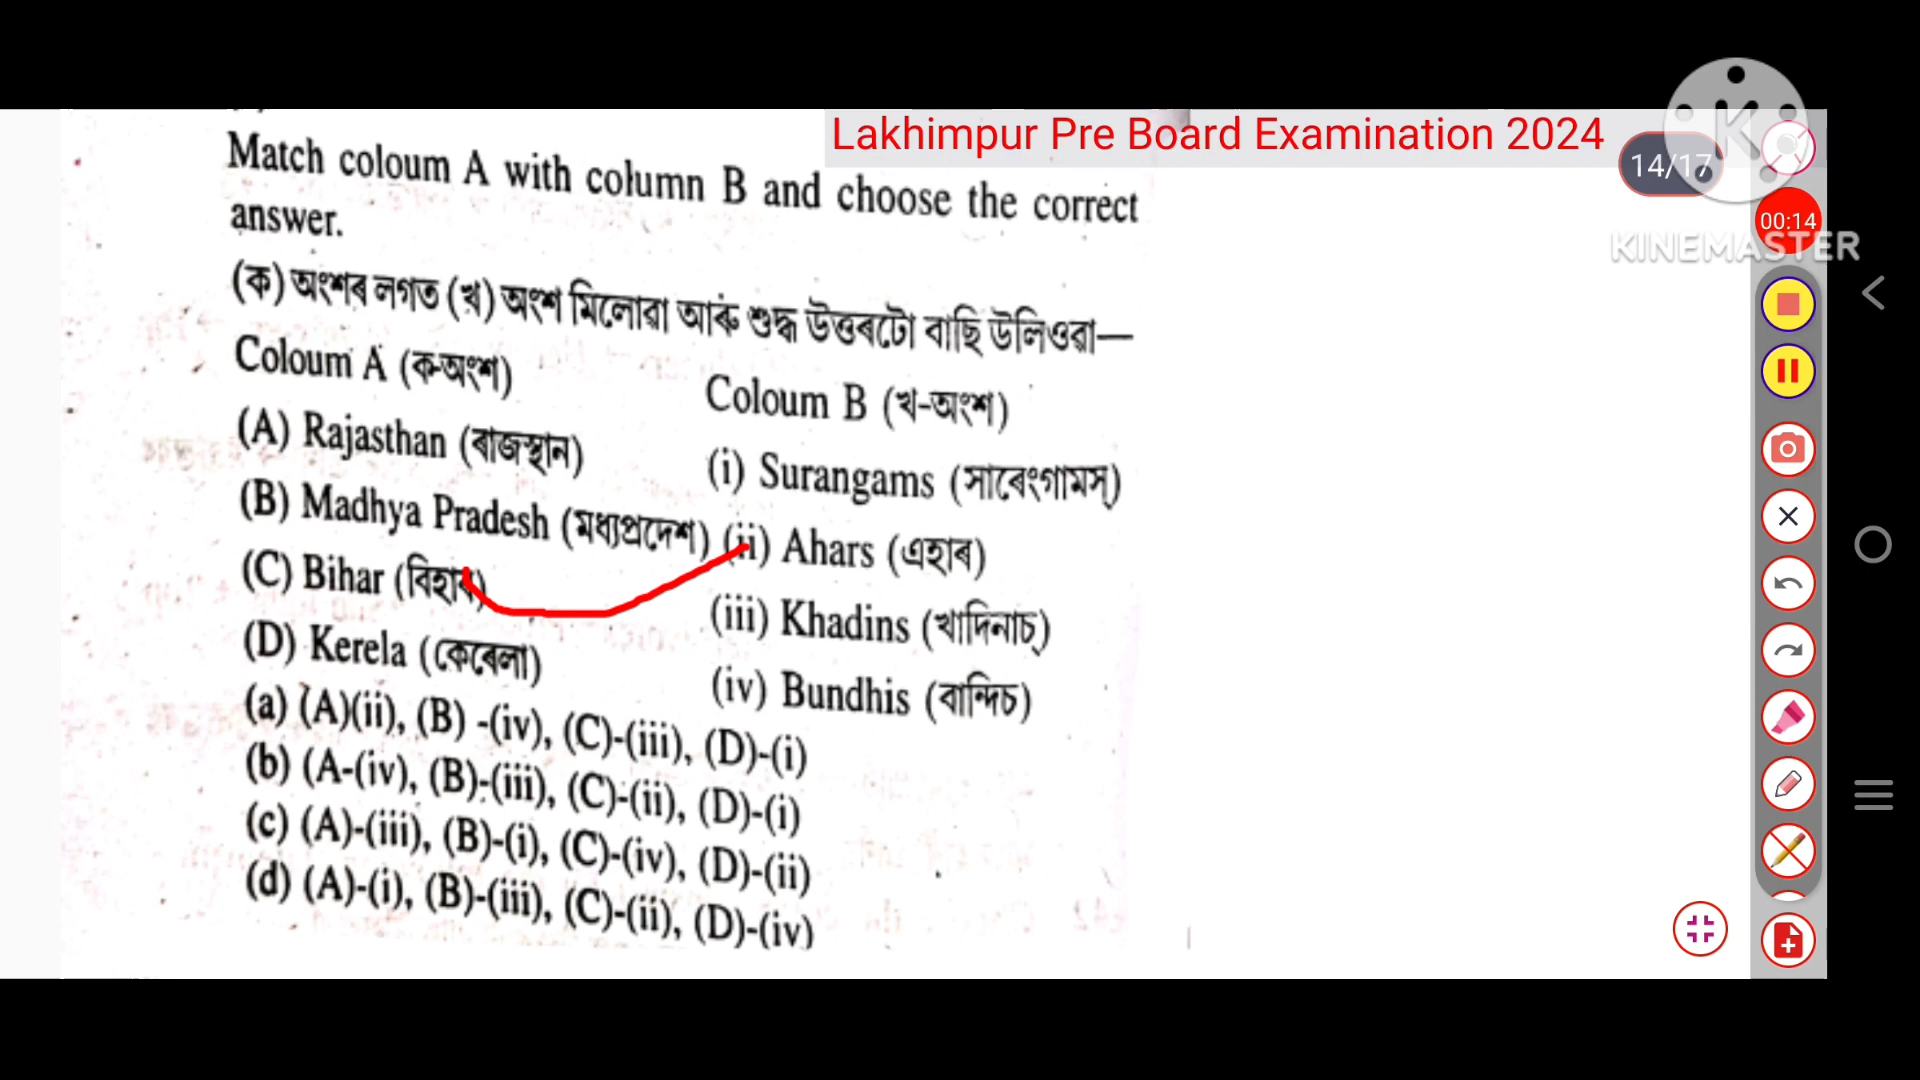 Lakhimpur Pre Board Examination 2024
14/17
00:14
KINEMASTER
Match coloum A with column B and choose the correct
answer.
(ক) অংশৰ লগত (খ) অংশ মিলোৱা আৰু শুদ্ধ উত্তৰটো বাছি উলিওৱা—
Coloum A (ক-অংশ)
Coloum B (খ-অংশ)
(A) Rajasthan (ৰাজস্থান)
(i) Surangams (সাৰেংগামস্)
(B) Madhya Pradesh (মধ্যপ্ৰদেশ)
(ii) Ahars (এহাৰ)
(C) Bihar (বিহাৰ)
(iii) Khadins (খাদিনাচ্)
(D) Kerela (কেৰেলা)
(iv) Bundhis (বান্দিচ)
(a) (A)(ii), (B) -(iv), (C)-(iii), (D)-(i)
(b) (A-(iv), (B)-(iii), (C)-(ii), (D)-(i)
(c) (A)-(iii), (B)-(i), (C)-(iv), (D)-(ii)
(d) (A)-(i), (B)-(iii), (C)-(ii), (D)-(iv)